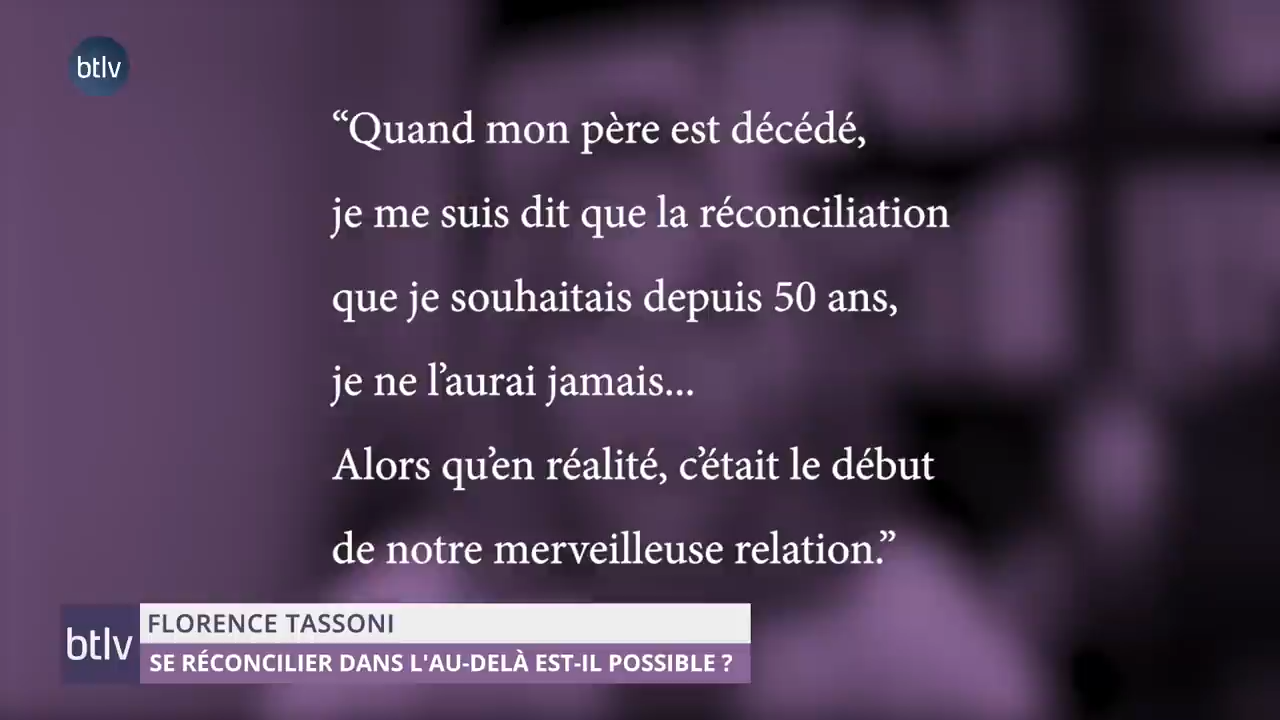 btlv
“Quand mon père est décédé,
je me suis dit que la réconciliation
que je souhaitais depuis 50 ans,
je ne l’aurai jamais...
Alors qu’en réalité, c’était le début
de notre merveilleuse relation.”
FLORENCE TASSONI
btlv
SE RÉCONCILIER DANS L'AU-DELÀ EST-IL POSSIBLE ?